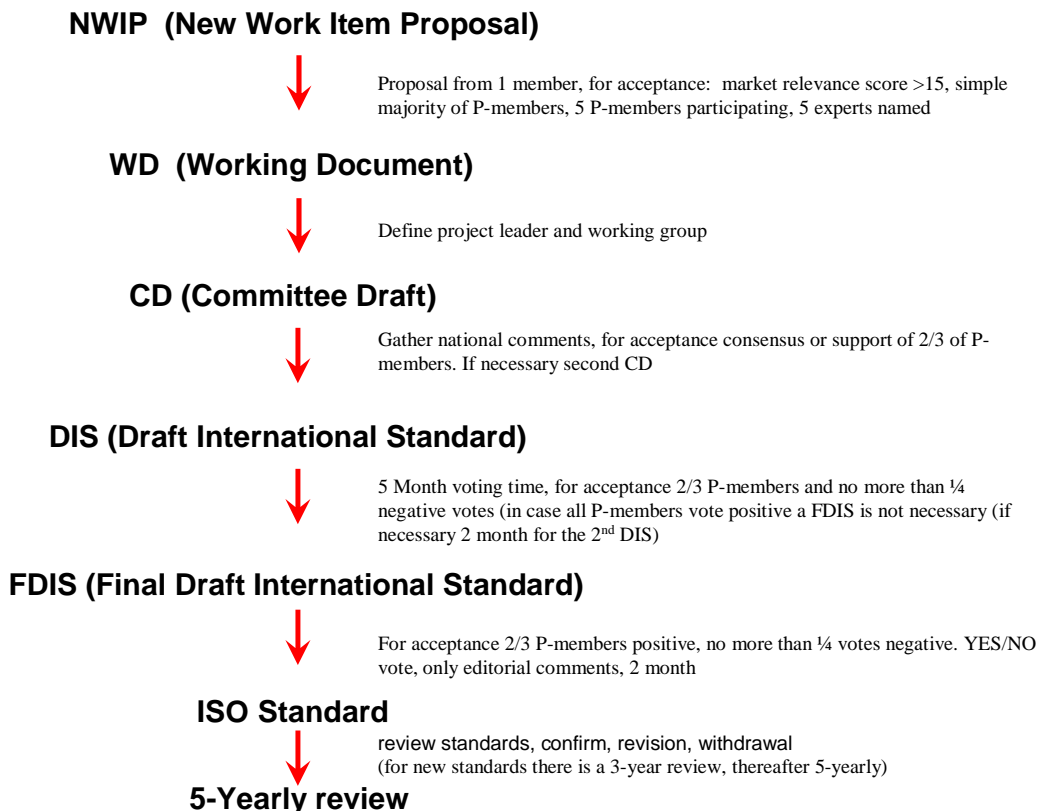 NWIP (New Work Item Proposal)
Proposal from 1 member, for acceptance: market relevance score >15, simple
majority of P-members, 5 P-members participating, 5 experts named
WD (Working Document)
Define project leader and working group
CD (Committee Draft)
Gather national comments, for acceptance consensus or support of 2/3 of P-
members. If necessary second CD
DIS (Draft International Standard)
5 Month voting time, for acceptance 2/3 P-members and no more than ¼
negative votes (in case all P-members vote positive a FDIS is not necessary (if
necessary 2 month for the 2nd DIS)
FDIS (Final Draft International Standard)
For acceptance 2/3 P-members positive, no more than ¼ votes negative. YES/NO
vote, only editorial comments, 2 month
ISO Standard
review standards, confirm, revision, withdrawal
(for new standards there is a 3-year review, thereafter 5-yearly)
5-Yearly review